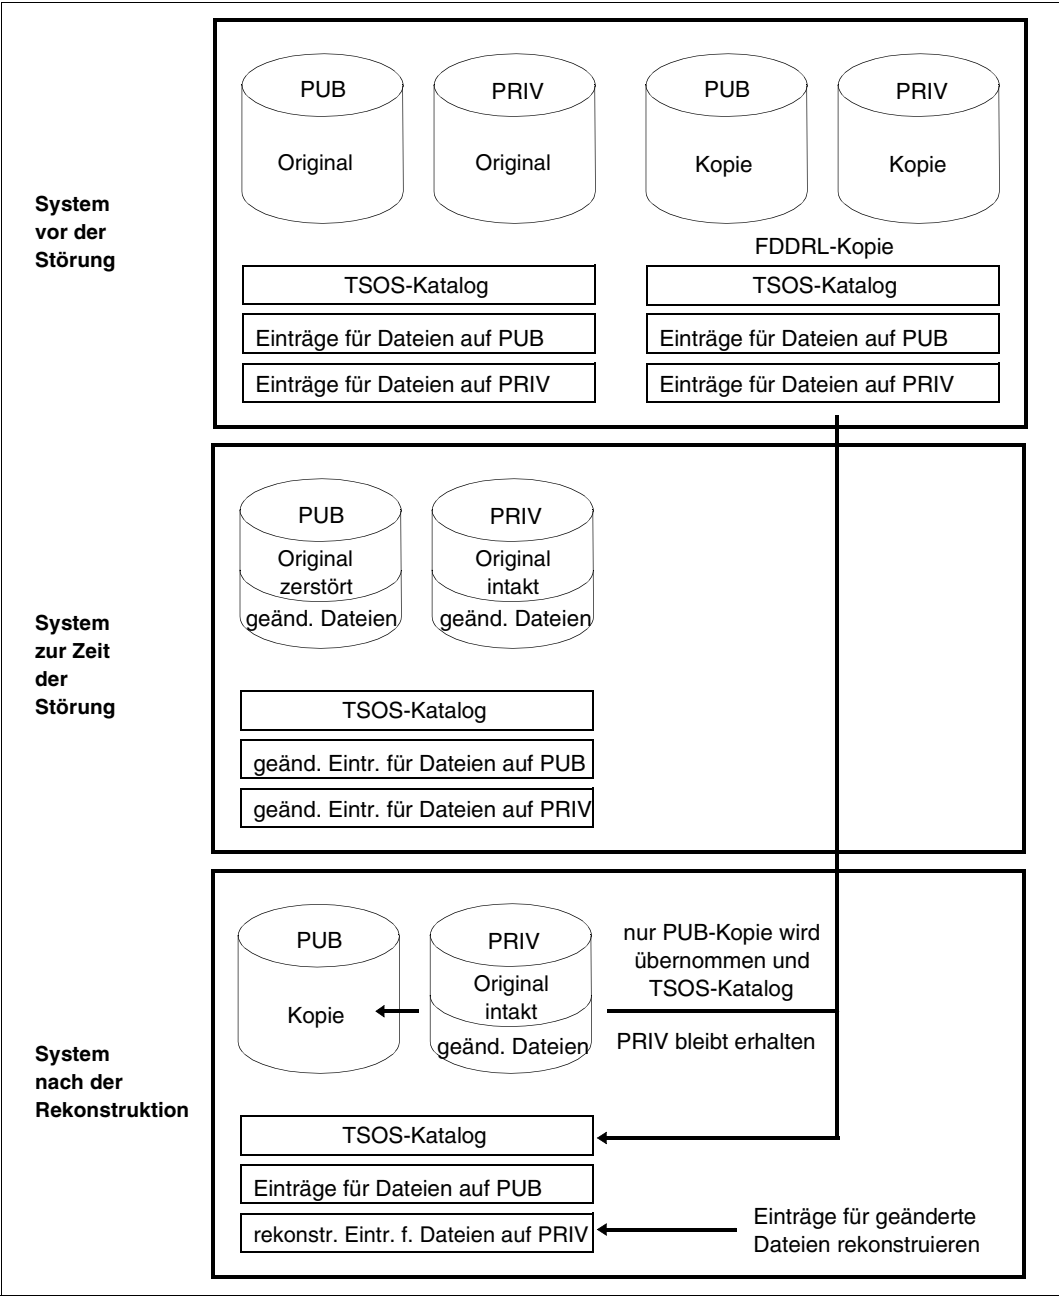 System
vor der
Störung
PUB
Original
PRIV
Original
PUB
Kopie
PRIV
Kopie
FDDRL-Kopie
TSOS-Katalog
Einträge für Dateien auf PUB
Einträge für Dateien auf PRIV
TSOS-Katalog
Einträge für Dateien auf PUB
Einträge für Dateien auf PRIV
System
zur Zeit
der
Störung
PUB
Original
zerstört
geänd. Dateien
PRIV
Original
intakt
geänd. Dateien
TSOS-Katalog
geänd. Eintr. für Dateien auf PUB
geänd. Eintr. für Dateien auf PRIV
System
nach der
Rekonstruktion
PUB
Kopie
PRIV
Original
intakt
geänd. Dateien
nur PUB-Kopie wird
übernommen und
TSOS-Katalog
PRIV bleibt erhalten
TSOS-Katalog
Einträge für Dateien auf PUB
rekonstr. Eintr. f. Dateien auf PRIV
Einträge für geänderte
Dateien rekonstruieren